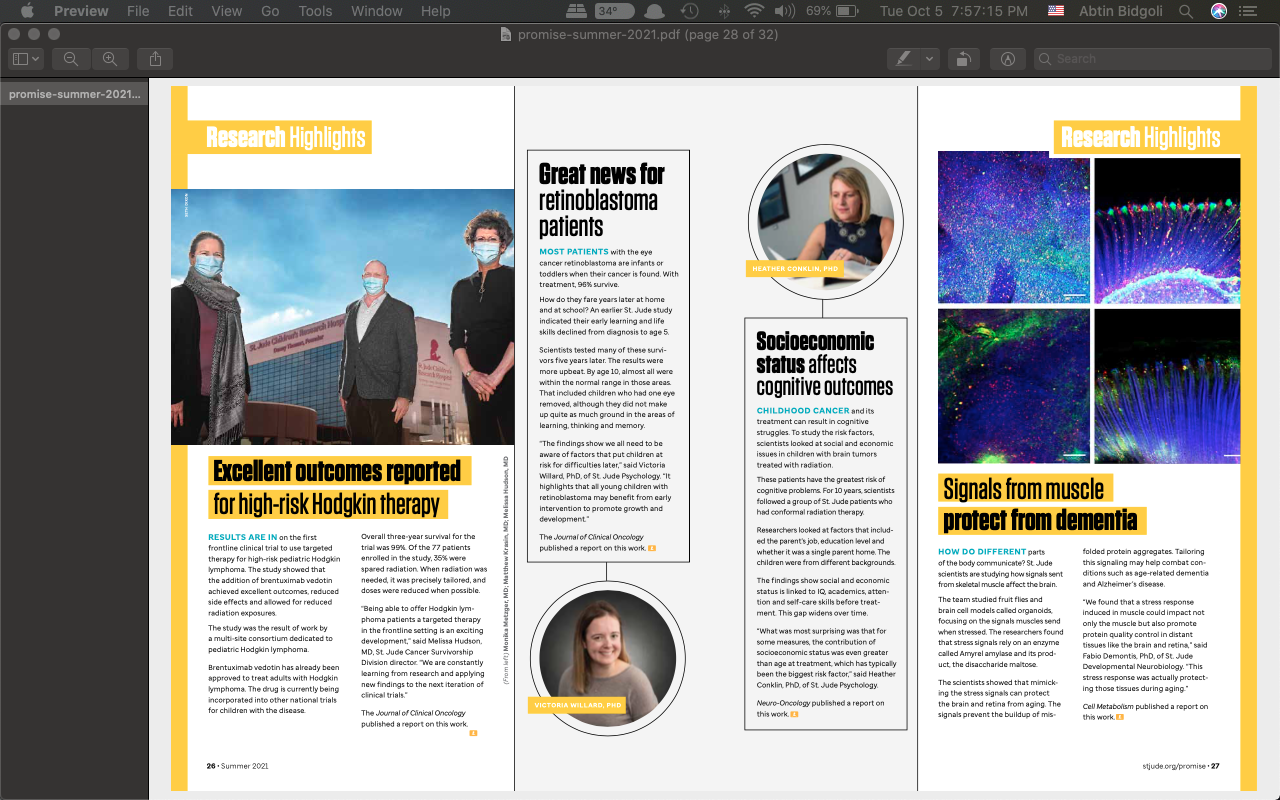 Preview File Edit View Go Tools Window Help 34° 69% Tue Oct 5 7:57:15 PM Abtin Bidgoli
promise-summer-2021.pdf (page 28 of 32)
Search
promise-summer-2021...
Research Highlights
St. Jude Children's Research Hospital
Danny Thomas, Founder
Excellent outcomes reported
for high-risk Hodgkin therapy
RESULTS ARE IN on the first
frontline clinical trial to use targeted
therapy for high-risk pediatric Hodgkin
lymphoma. The study showed that
the addition of brentuximab vedotin
achieved excellent outcomes, reduced
side effects and allowed for reduced
radiation exposures.
The study was the result of work by
a multi-site consortium dedicated to
pediatric Hodgkin lymphoma.
Brentuximab vedotin has already been
approved to treat adults with Hodgkin
lymphoma. The drug is currently being
incorporated into other national trials
for children with the disease.
Overall three-year survival for the
trial was 99%. Of the 77 patients
enrolled in the study, 35% were
spared radiation. When radiation was
needed, it was precisely tailored, and
doses were reduced when possible.
"Being able to offer Hodgkin lym-
phoma patients a targeted therapy
in the frontline setting is an exciting
development," said Melissa Hudson,
MD, St. Jude Cancer Survivorship
Division director. "We are constantly
learning from research and applying
new findings to the next iteration of
clinical trials."
The Journal of Clinical Oncology
published a report on this work.
(From left) Monika Metzger, MD; Matthew Krasin, MD; Melissa Hudson, MD
26 • Summer 2021
Great news for
retinoblastoma
patients
MOST PATIENTS with the eye
cancer retinoblastoma are infants or
toddlers when their cancer is found. With
treatment, 96% survive.
How do they fare years later at home
and at school? An earlier St. Jude study
indicated their early learning and life
skills declined from diagnosis to age 5.
Scientists tested many of these survi-
vors five years later. The results were
more upbeat. By age 10, almost all were
within the normal range in those areas.
That included children who had one eye
removed, although they did not make
up quite as much ground in the areas of
learning, thinking and memory.
"The findings show we all need to be
aware of factors that put children at
risk for difficulties later," said Victoria
Willard, PhD, of St. Jude Psychology. "It
highlights that all young children with
retinoblastoma may benefit from early
intervention to promote growth and
development."
The Journal of Clinical Oncology
published a report on this work.
VICTORIA WILLARD, PHD
HEATHER CONKLIN, PHD
Socioeconomic
status affects
cognitive outcomes
CHILDHOOD CANCER and its
treatment can result in cognitive
struggles. To study the risk factors,
scientists looked at social and economic
issues in children with brain tumors
treated with radiation.
These patients have the greatest risk of
cognitive problems. For 10 years, scientists
followed a group of St. Jude patients who
had conformal radiation therapy.
Researchers looked at factors that includ-
ed the parent's job, education level and
whether it was a single parent home. The
children were from different backgrounds.
The findings show social and economic
status is linked to IQ, academics, atten-
tion and self-care skills before treat-
ment. This gap widens over time.
"What was most surprising was that for
some measures, the contribution of
socioeconomic status was even greater
than age at treatment, which has typically
been the biggest risk factor," said Heather
Conklin, PhD, of St. Jude Psychology.
Neuro-Oncology published a report on
this work.
Research Highlights
Signals from muscle
protect from dementia
HOW DO DIFFERENT parts
of the body communicate? St. Jude
scientists are studying how signals sent
from skeletal muscle affect the brain.
The team studied fruit flies and
brain cell models called organoids,
focusing on the signals muscles send
when stressed. The researchers found
that stress signals rely on an enzyme
called Amyrel amylase and its prod-
uct, the disaccharide maltose.
The scientists showed that mimick-
ing the stress signals can protect
the brain and retina from aging. The
signals prevent the buildup of mis-
folded protein aggregates. Tailoring
this signaling may help combat con-
ditions such as age-related dementia
and Alzheimer's disease.
"We found that a stress response
induced in muscle could impact not
only the muscle but also promote
protein quality control in distant
tissues like the brain and retina," said
Fabio Demontis, PhD, of St. Jude
Developmental Neurobiology. "This
stress response was actually protect-
ing those tissues during aging."
Cell Metabolism published a report on
this work.
stjude.org/promise • 27